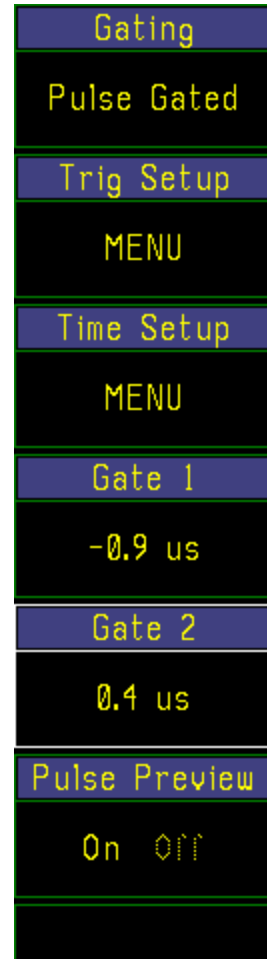 Gating
Pulse Gated
Trig Setup
MENU
Time Setup
MENU
Gate 1
-0.9 us
Gate 2
0.4 us
Pulse Preview
On Off